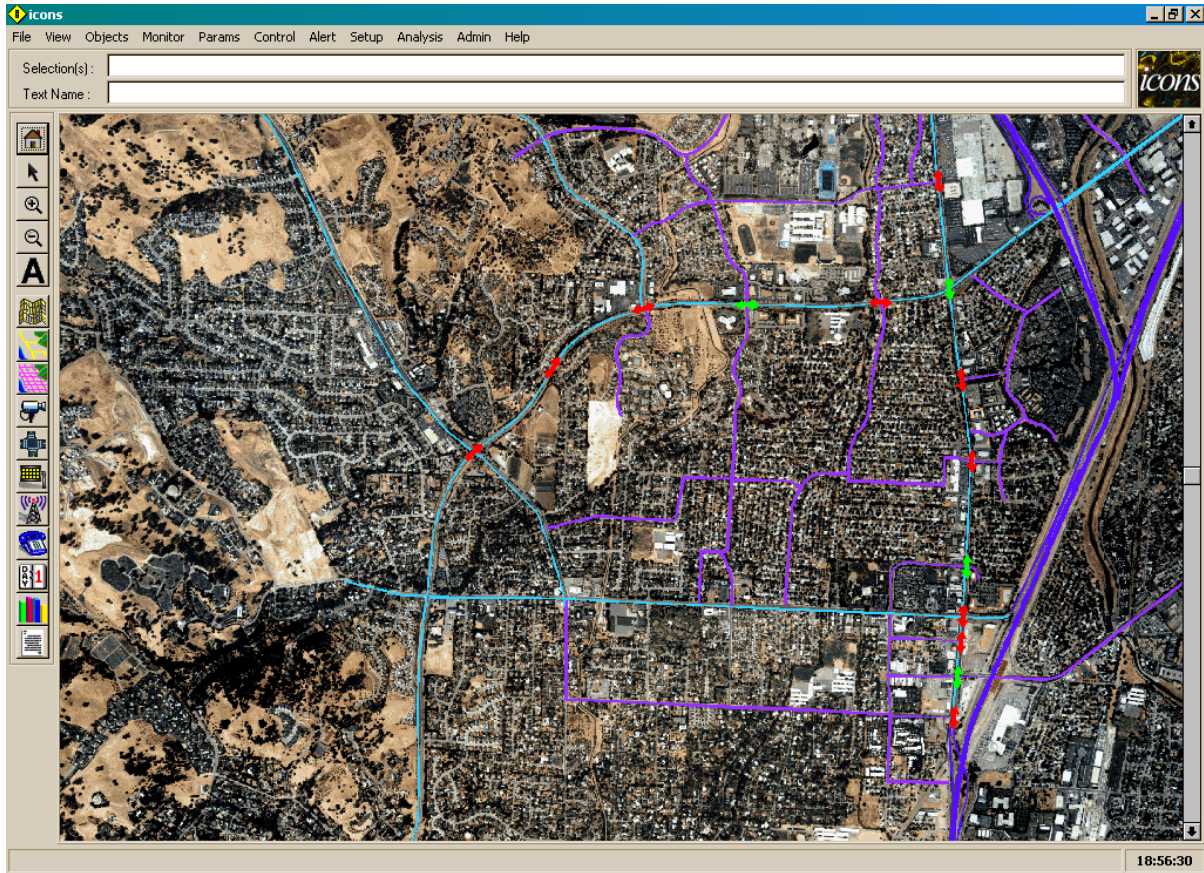 icons
File View Objects Monitor Params Control Alert Setup Analysis Admin Help
Selection(s) :
Text Name :
icons
A
DAY 1
18:56:30